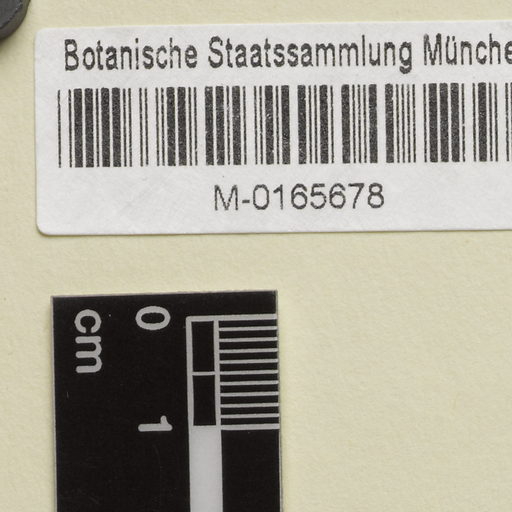 Botanische Staatssammlung Münche
M-0165678
cm
0
1